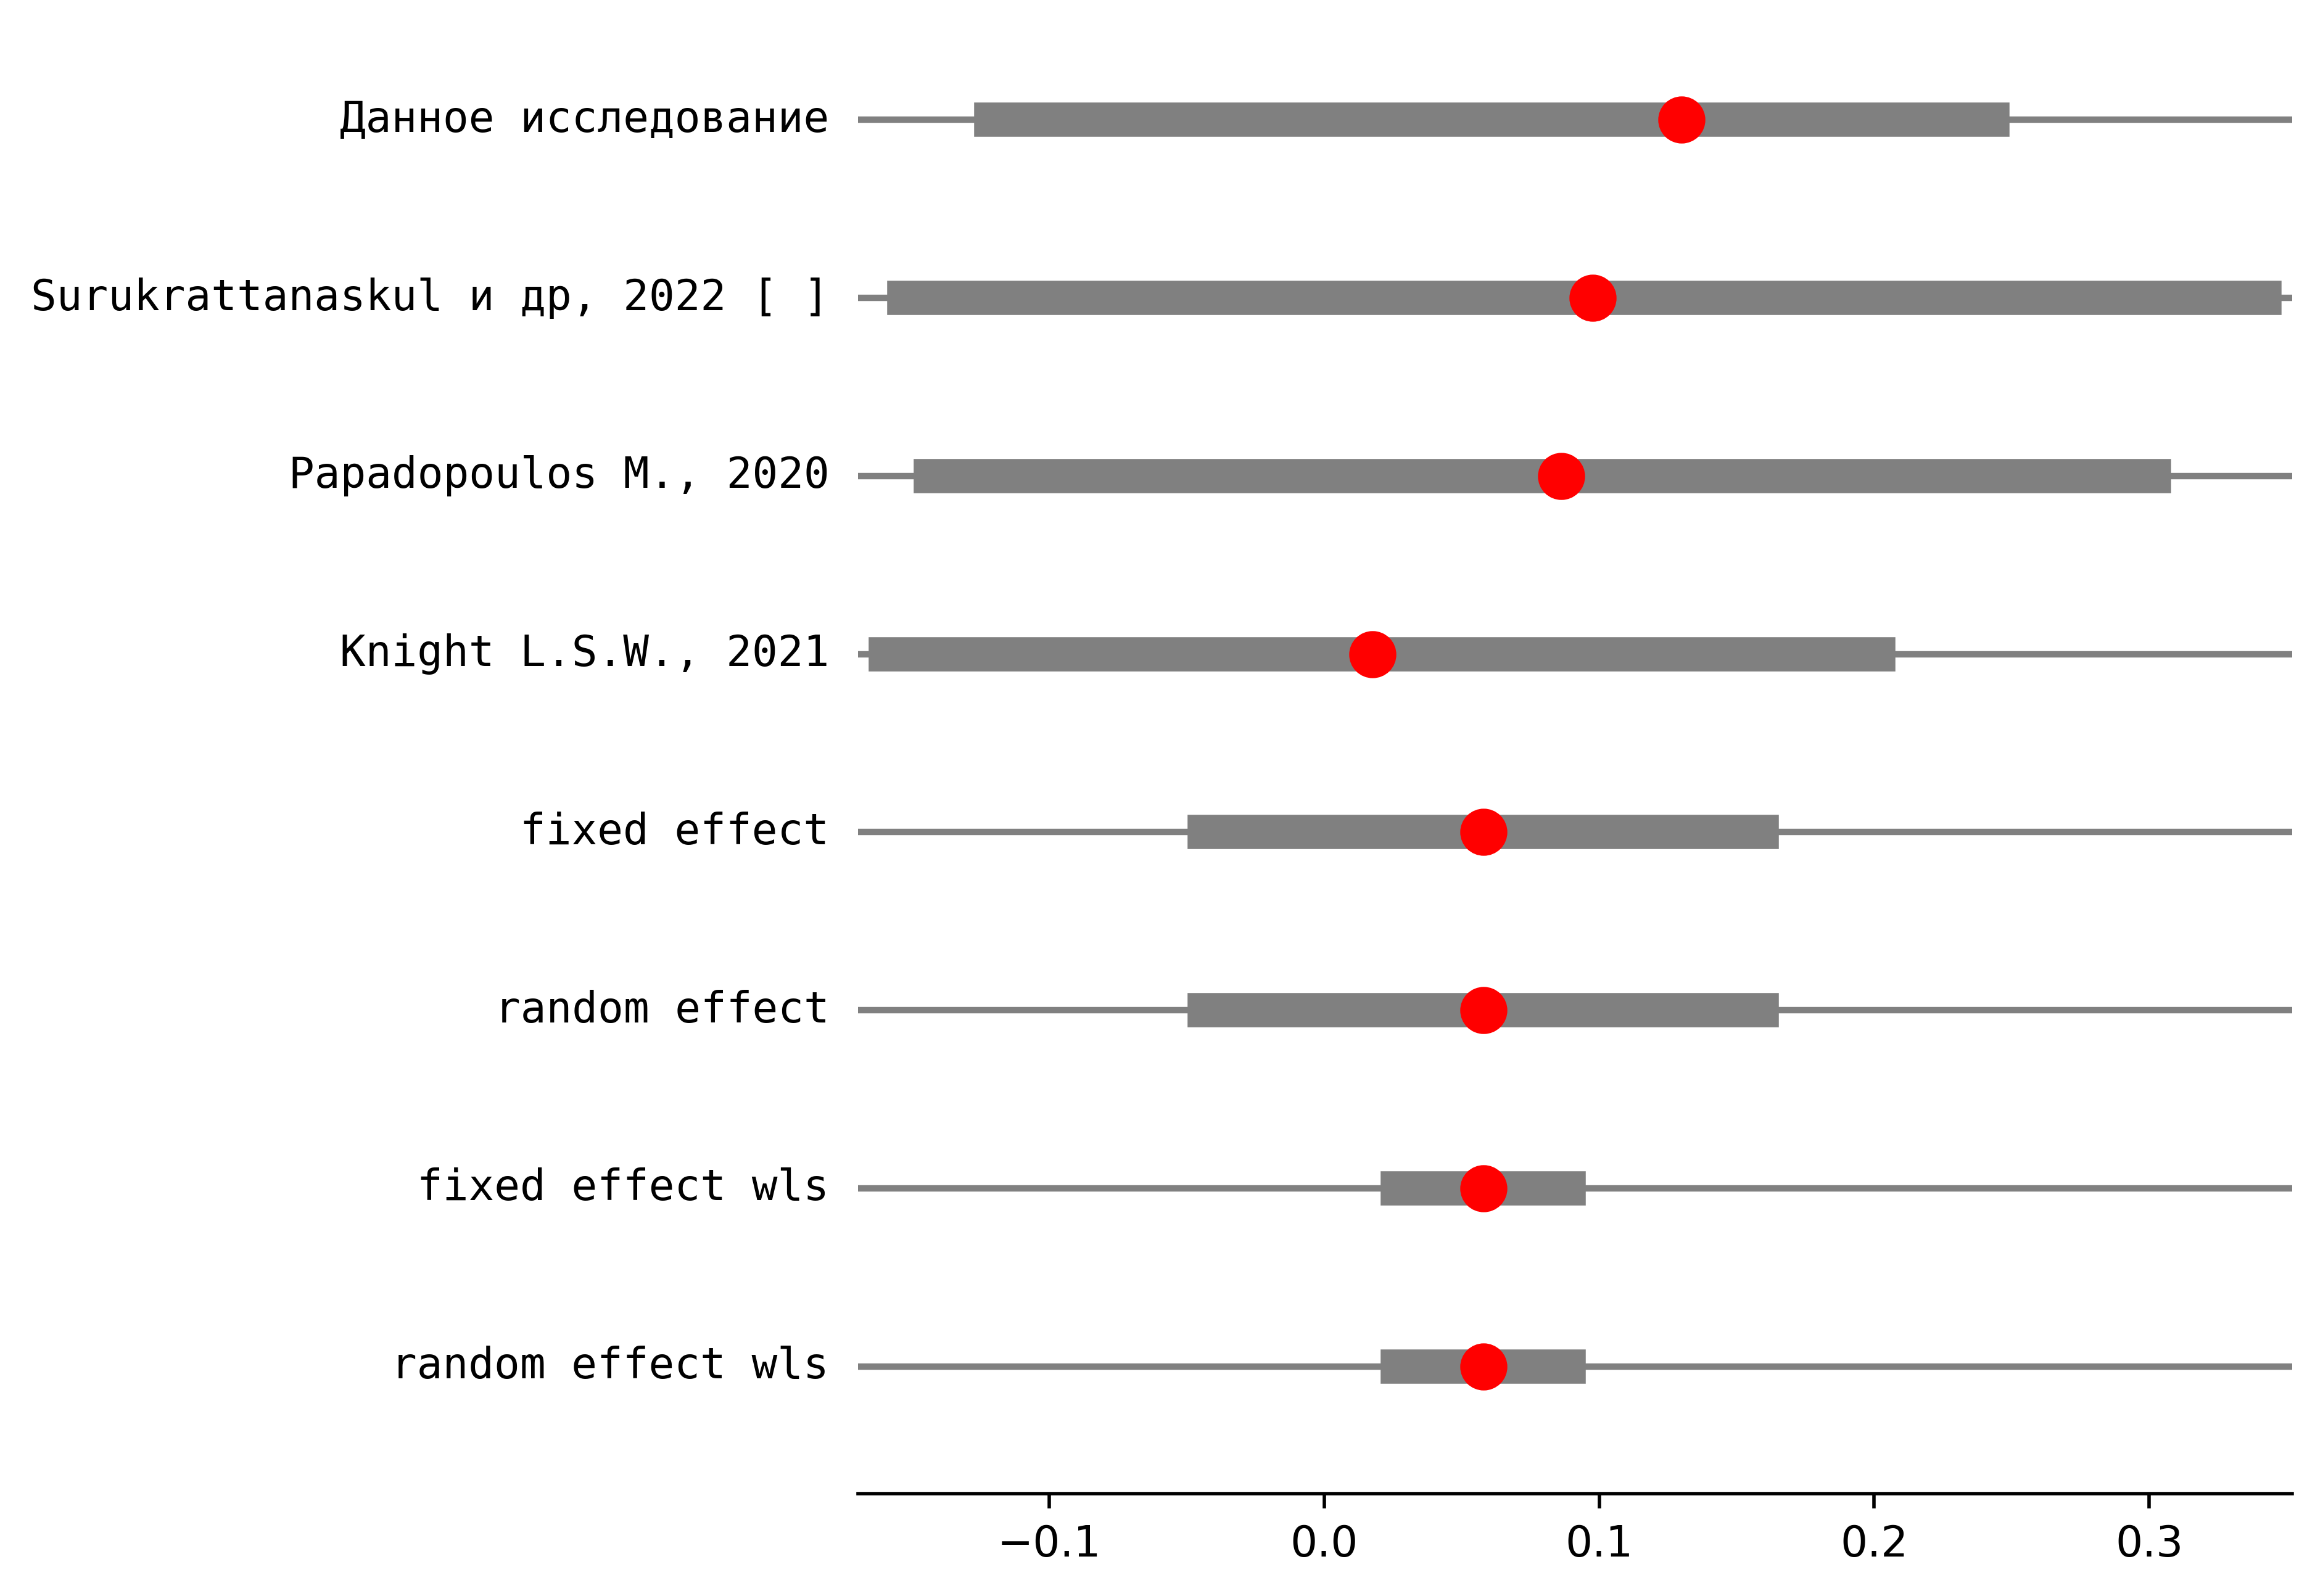 Данное исследование
Surukrattanaskul и др, 2022 [ ]
Papadopoulos M., 2020
Knight L.S.W., 2021
fixed effect
random effect
fixed effect wls
random effect wls
−0.1 0.0 0.1 0.2 0.3